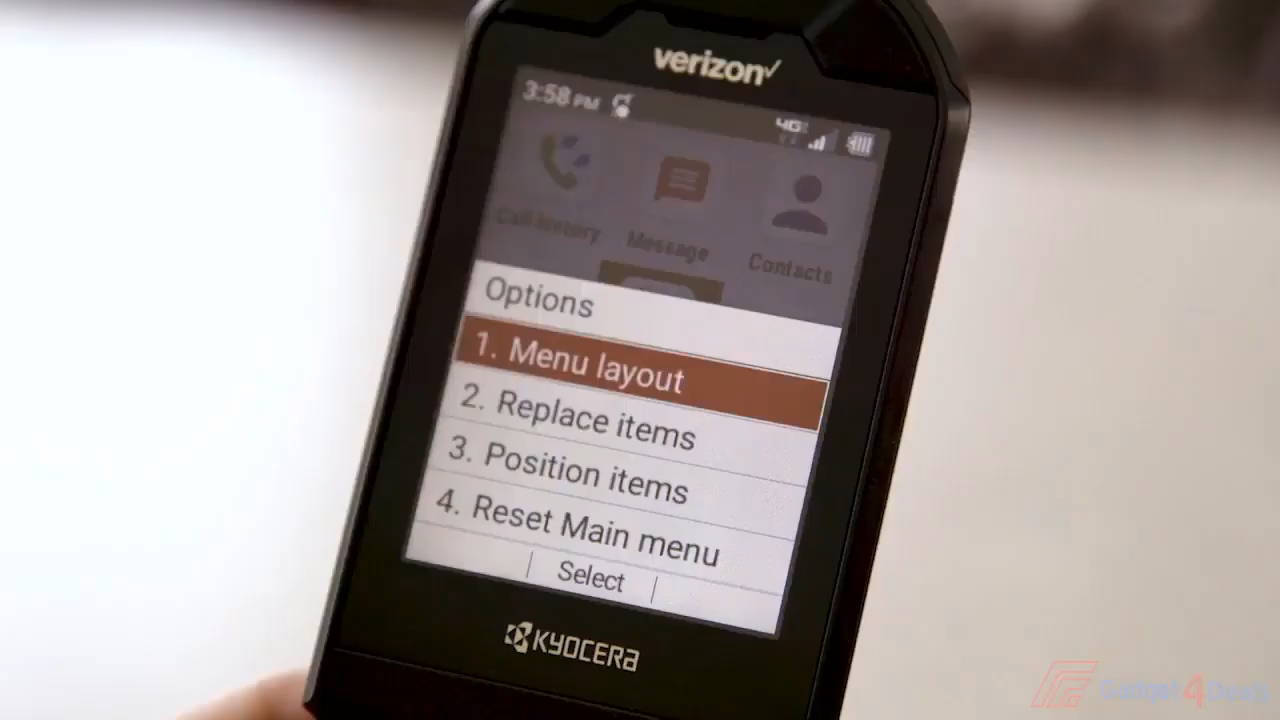 verizon
3:58 PM
4G
Call history Message Contacts
Options
1. Menu layout
2. Replace items
3. Position items
4. Reset Main menu
Select
KYOCERA
Gadget4Deals